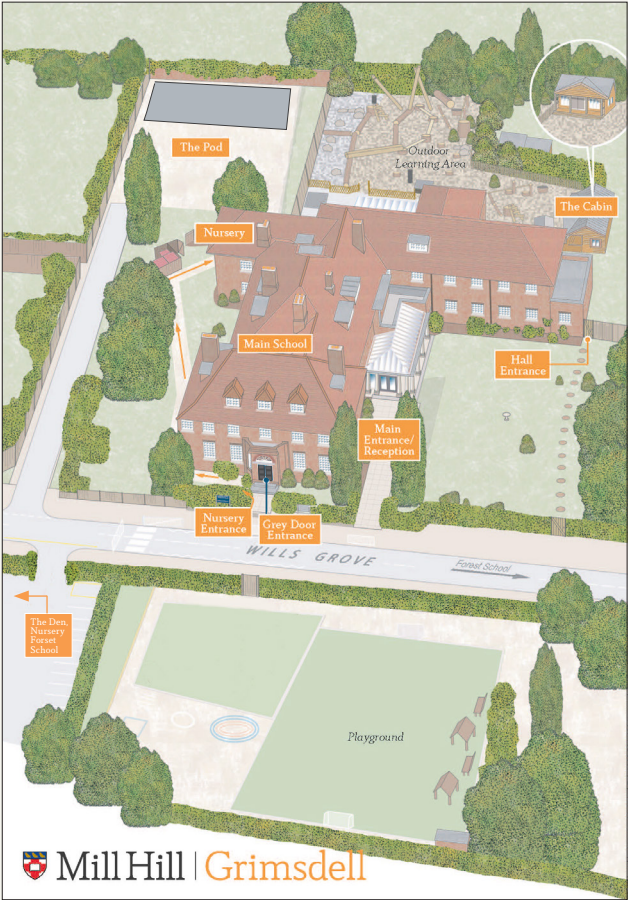 The Pod
Outdoor
Learning Area
The Cabin
Nursery
Main School
Hall
Entrance
Main
Entrance/
Reception
Nursery
Entrance
Grey Door
Entrance
WILLS GROVE
Forest School
The Den,
Nursery
Forset
School
Playground
Mill Hill | Grimsdell